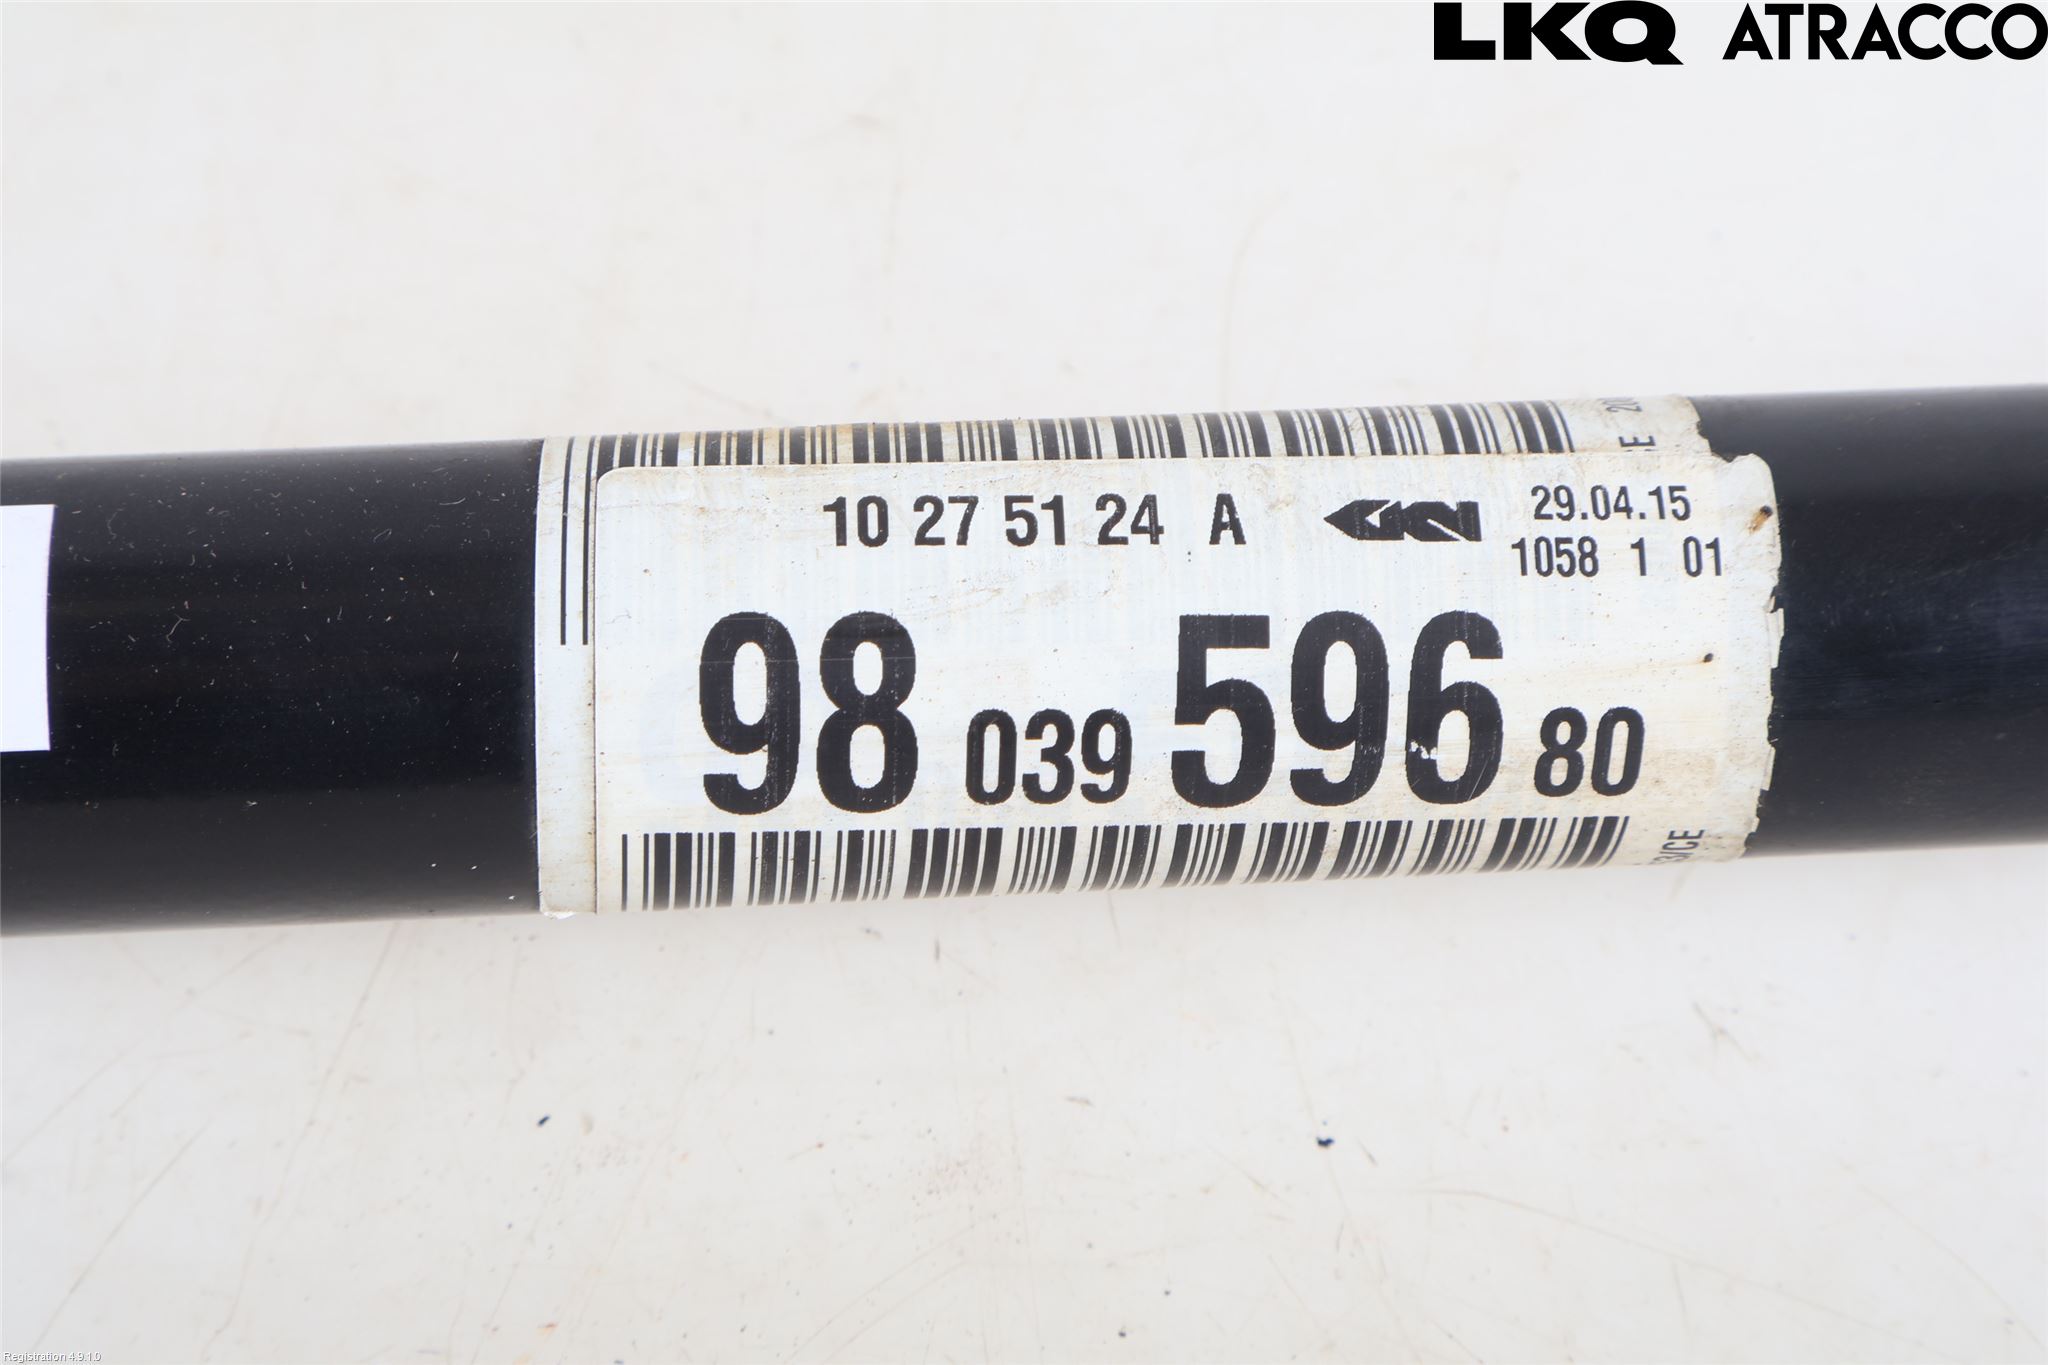 LKQ ATRACCO
10 27 51 24 A GKN 29.04.15
1058 1 01
98 039 596 80
Registration 4.9.1.0